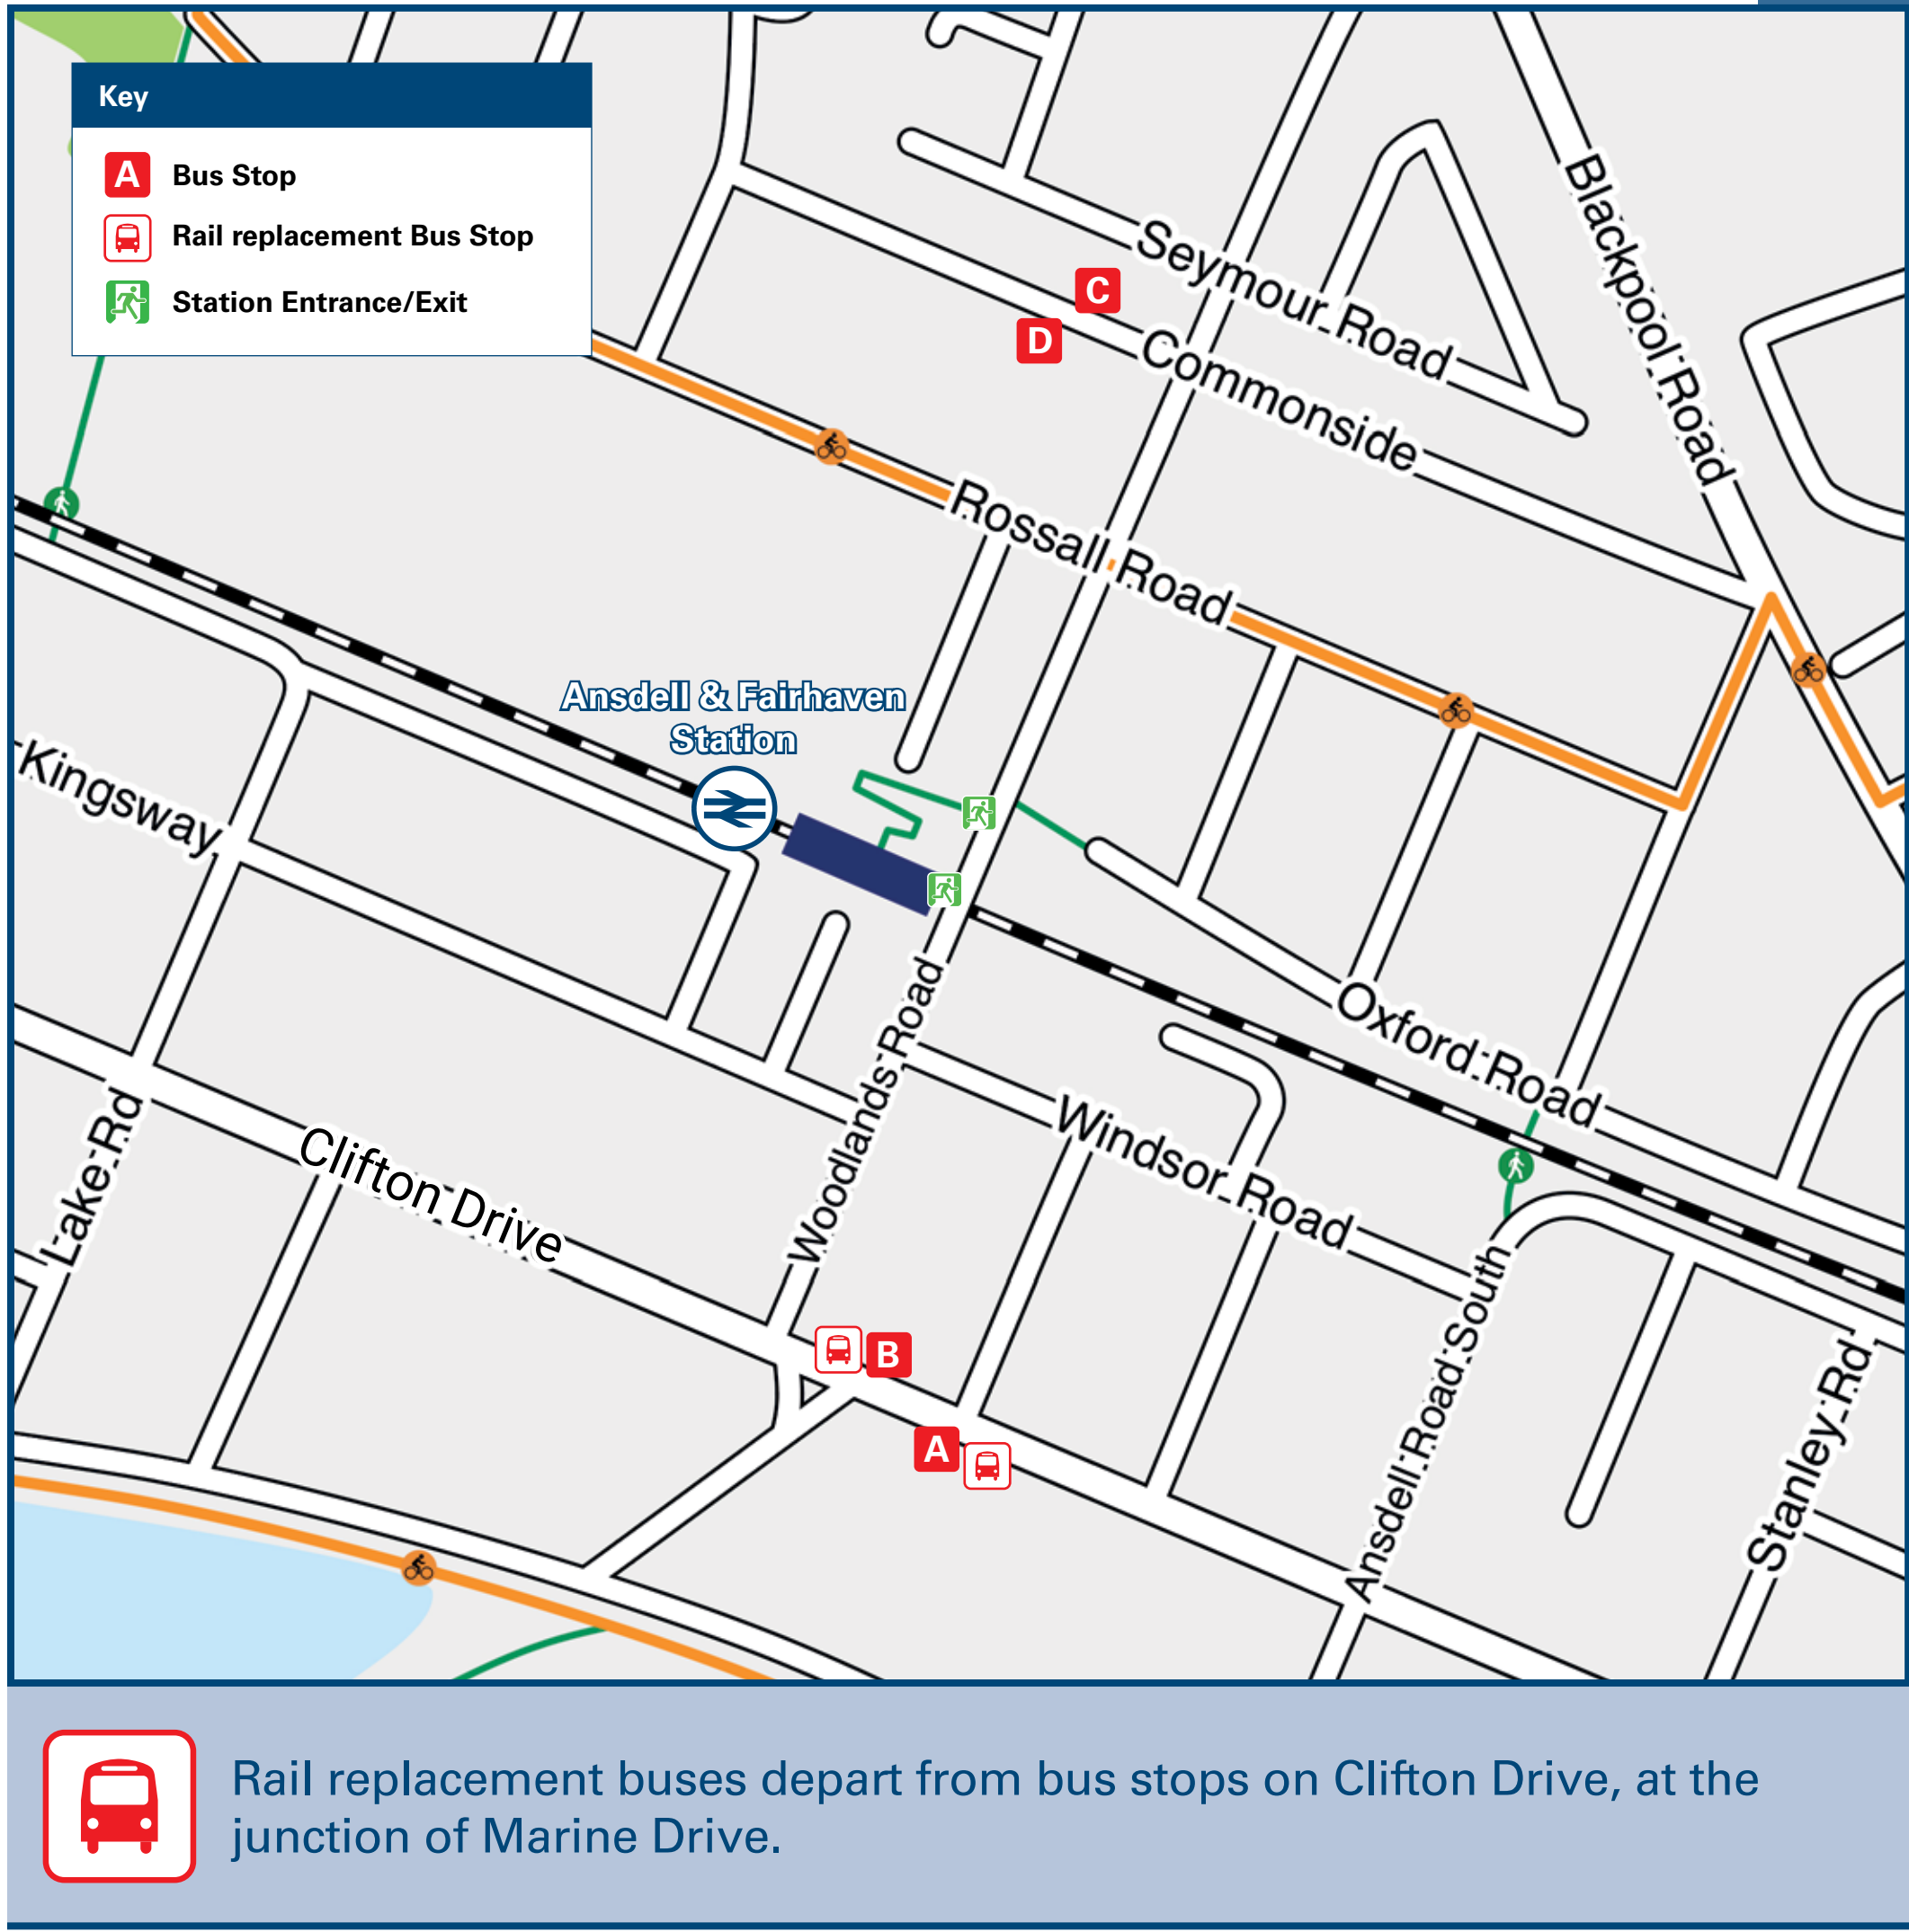 Key
A Bus Stop
Rail replacement Bus Stop
Station Entrance/Exit
Blackpool Road
Seymour Road
C
D
Commonside
Rossall Road
Ansdell & Fairhaven
Station
Kingsway
Oxford Road
Woodlands Road
Windsor Road
Lake Rd
Clifton Drive
Ansdell Road South
Stanley Rd
B
A
Rail replacement buses depart from bus stops on Clifton Drive, at the
junction of Marine Drive.